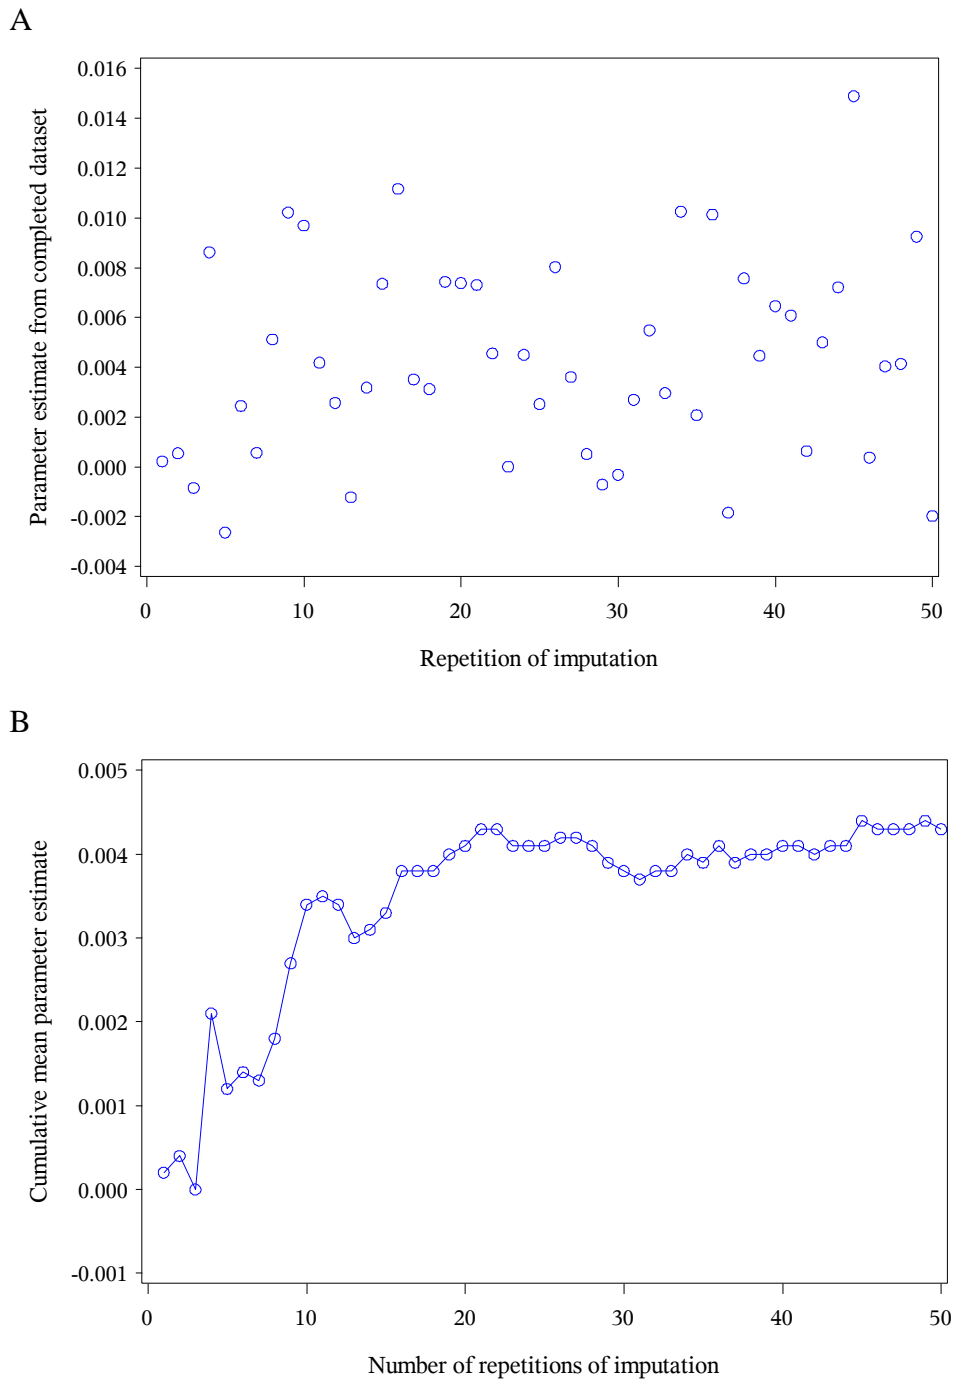 A
0.016
0.014
0.012
0.010
0.008
0.006
0.004
0.002
0.000
-0.002
-0.004
Parameter estimate from completed dataset
0 10 20 30 40 50
Repetition of imputation
B
0.005
0.004
0.003
0.002
0.001
0.000
-0.001
Cumulative mean parameter estimate
0 10 20 30 40 50
Number of repetitions of imputation